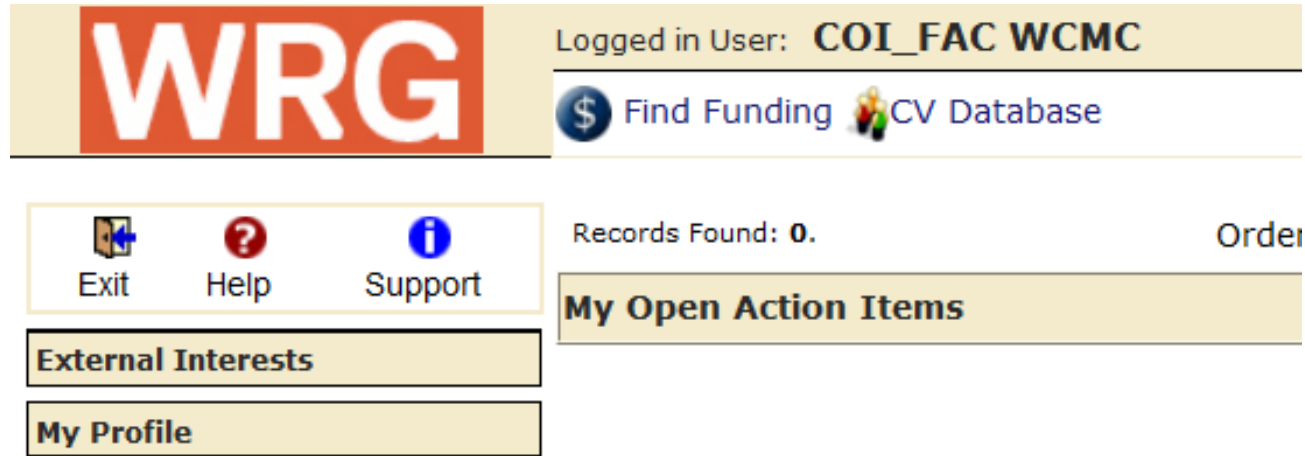 WRG
Logged in User: COI_FAC WCMC
$ Find Funding CV Database
? i
Exit Help Support
Records Found: 0.
Order
My Open Action Items
External Interests
My Profile